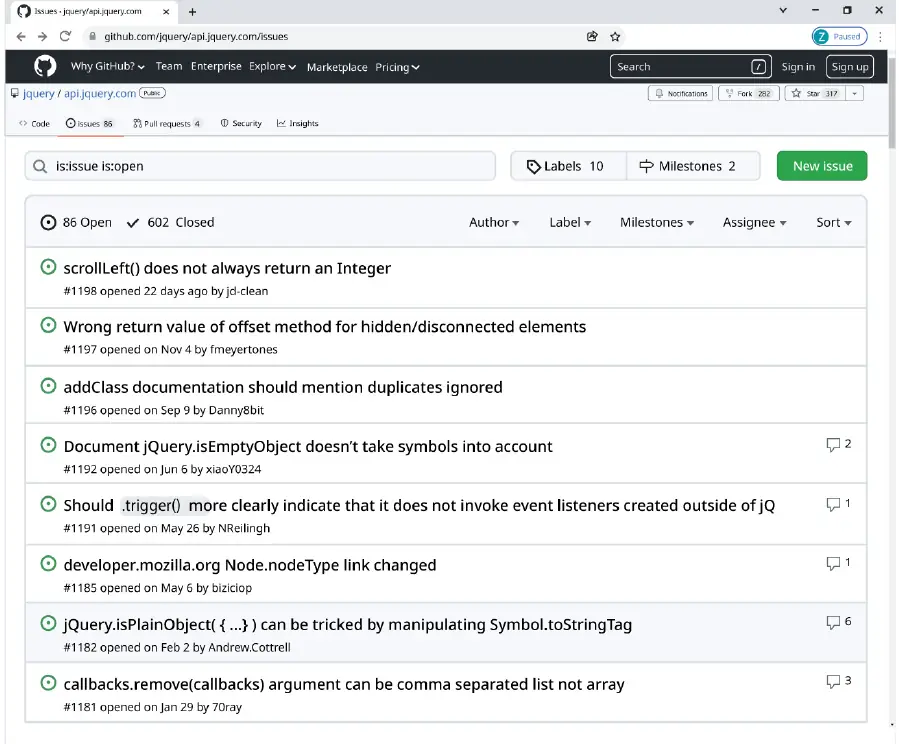 Issues - jquery/api.jquery.com
github.com/jquery/api.jquery.com/issues
Z Paused
Why GitHub? Team Enterprise Explore Marketplace Pricing Search / Sign in Sign up
jquery / api.jquery.com Public Notifications Fork 282 Star 317
Code Issues 86 Pull requests 4 Security Insights
is:issue is:open Labels 10 Milestones 2 New issue
86 Open 602 Closed Author Label Milestones Assignee Sort
scrollLeft() does not always return an Integer
#1198 opened 22 days ago by jd-clean
Wrong return value of offset method for hidden/disconnected elements
#1197 opened on Nov 4 by fmeyertones
addClass documentation should mention duplicates ignored
#1196 opened on Sep 9 by Danny8bit
Document jQuery.isEmptyObject doesn’t take symbols into account 2
#1192 opened on Jun 6 by xiaoY0324
Should .trigger() more clearly indicate that it does not invoke event listeners created outside of jQ 1
#1191 opened on May 26 by NReilingh
developer.mozilla.org Node.nodeType link changed 1
#1185 opened on May 6 by biziciop
jQuery.isPlainObject( { ...} ) can be tricked by manipulating Symbol.toStringTag 6
#1182 opened on Feb 2 by Andrew.Cottrell
callbacks.remove(callbacks) argument can be comma separated list not array 3
#1181 opened on Jan 29 by 70ray